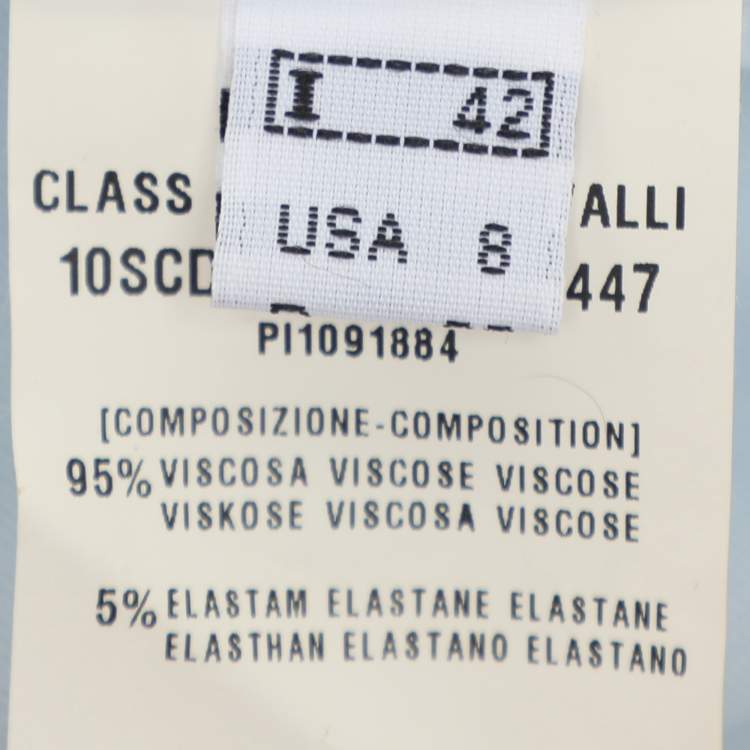 I 42
USA 8
CLASS ALLI
10SCD 447
PI1091884
[COMPOSIZIONE-COMPOSITION]
95% VISCOSA VISCOSE VISCOSE
VISKOSE VISCOSA VISCOSE
5% ELASTAM ELASTANE ELASTANE
ELASTHAN ELASTANO ELASTANO